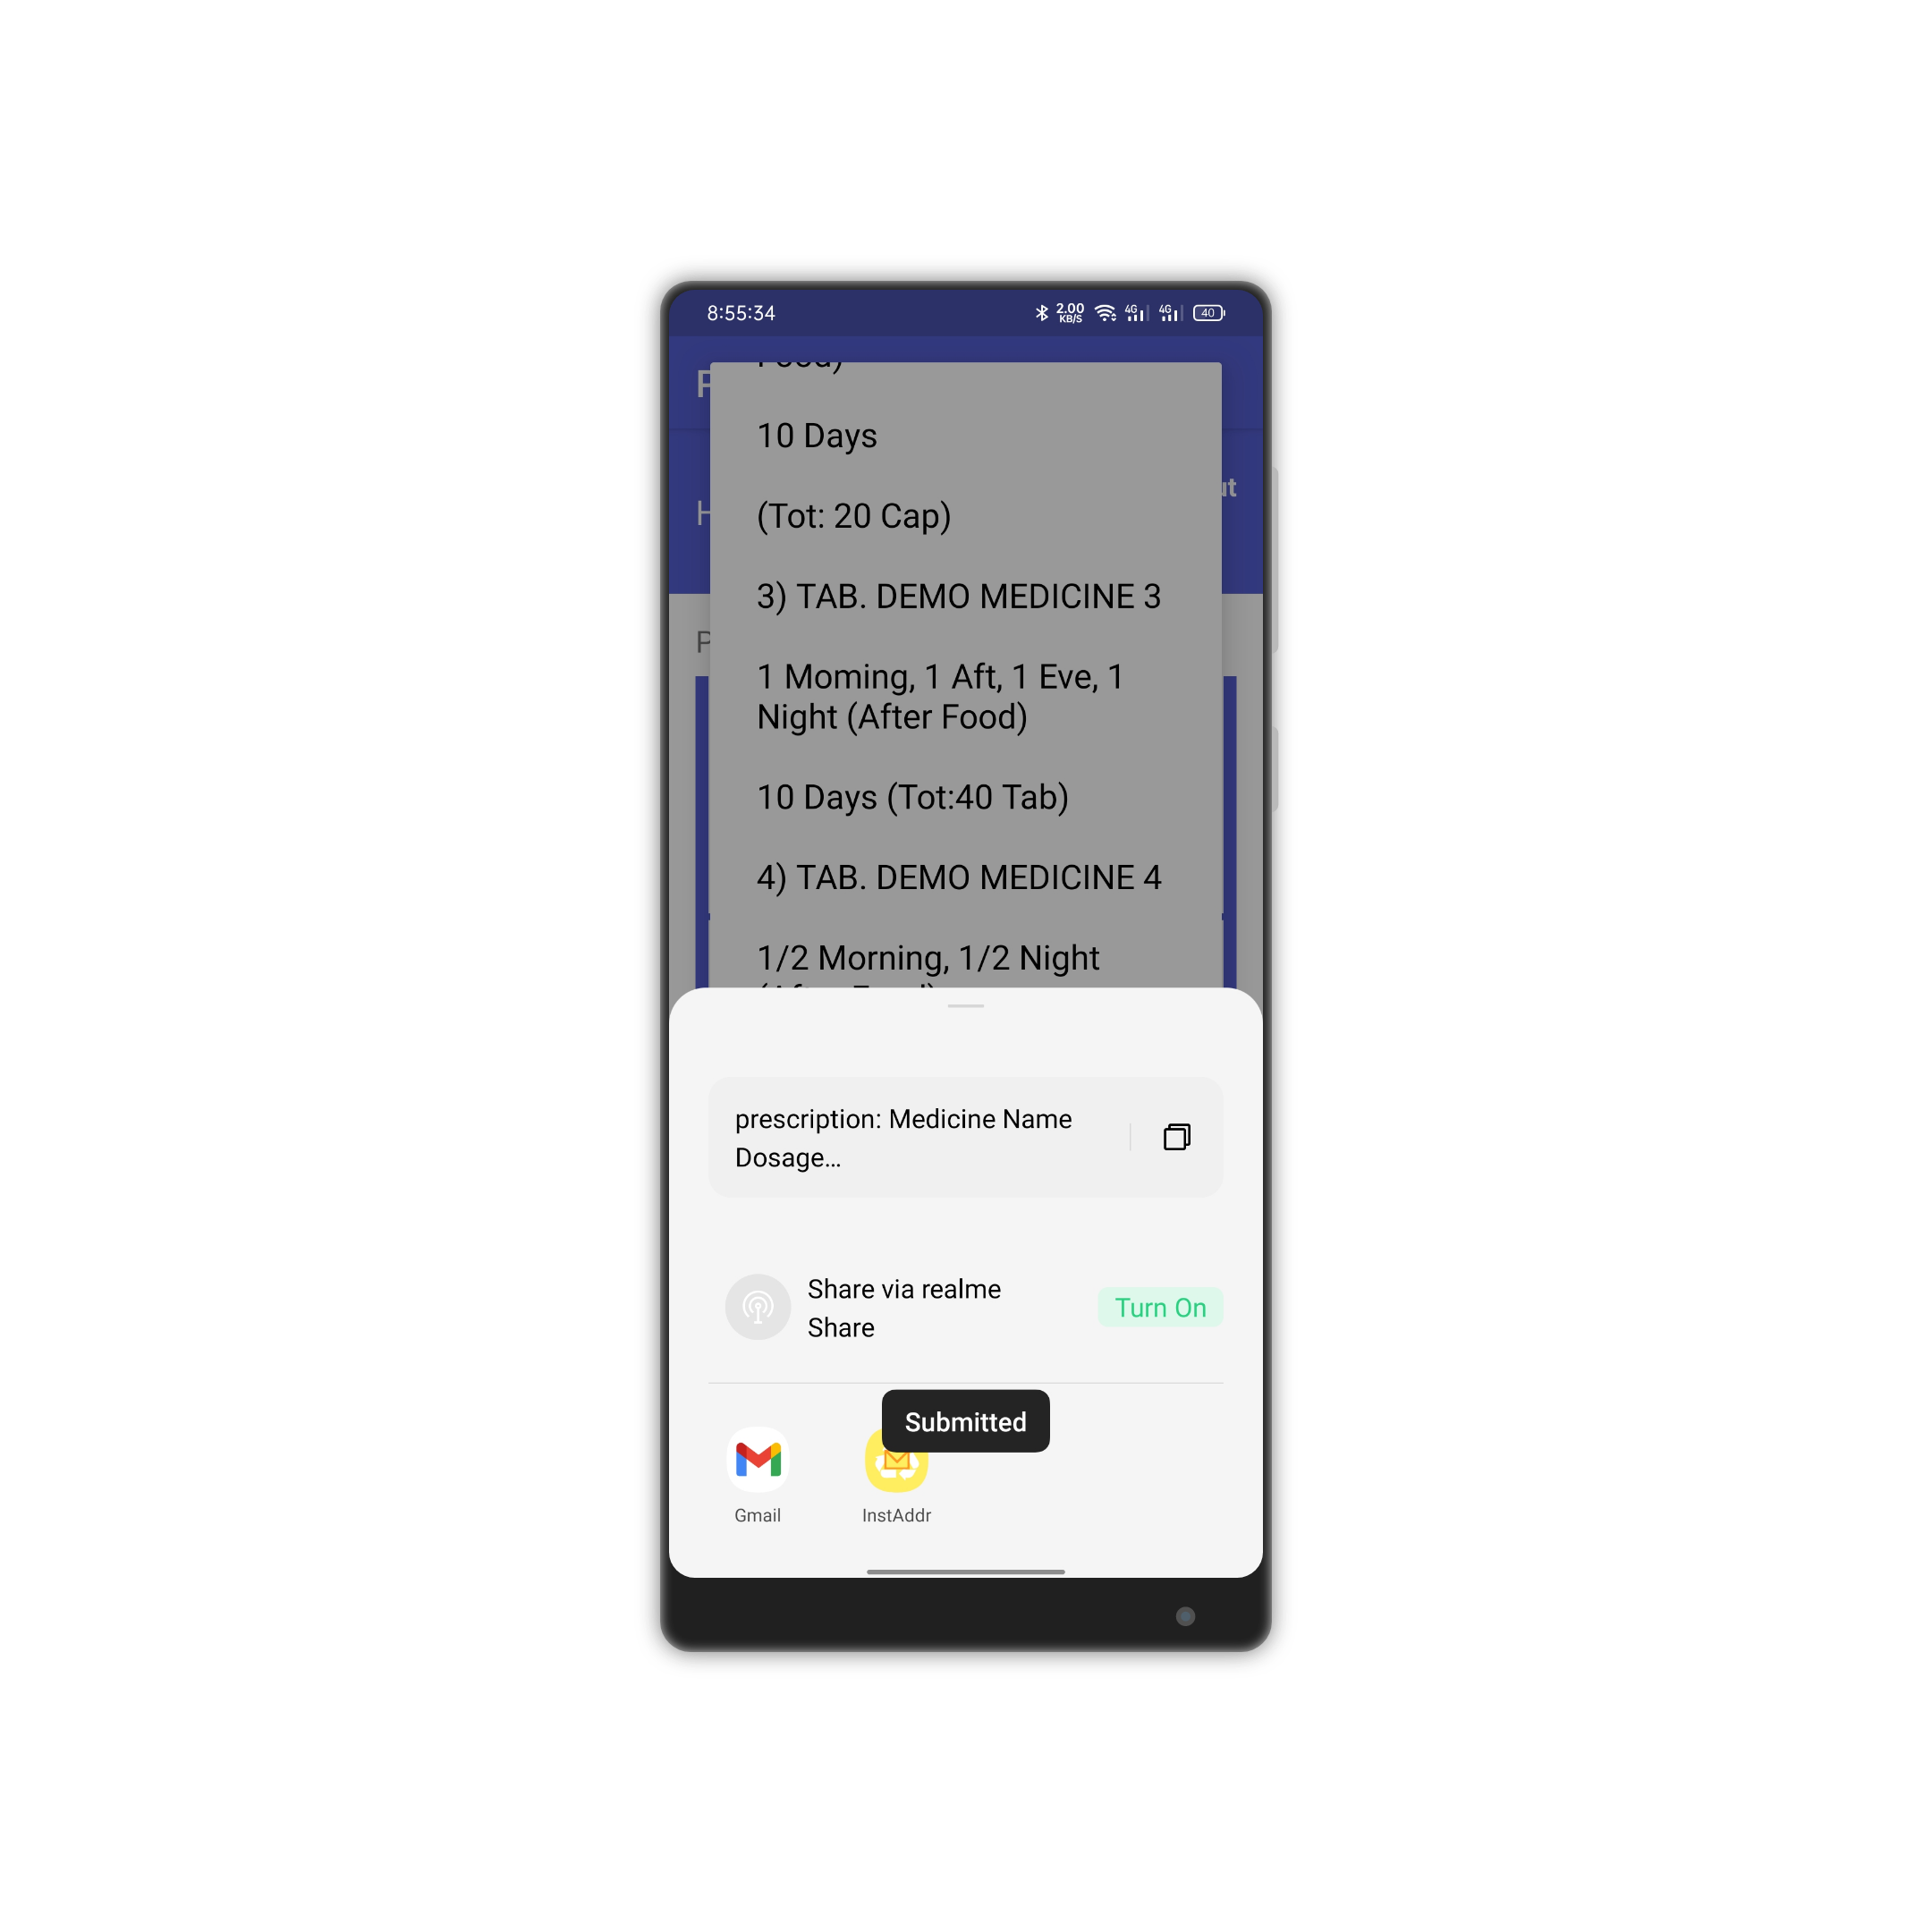 8:55:34
2.00
KB/S
4G
4G
40
Food)
10 Days
(Tot: 20 Cap)
3) TAB. DEMO MEDICINE 3
1 Moming, 1 Aft, 1 Eve, 1
Night (After Food)
10 Days (Tot:40 Tab)
4) TAB. DEMO MEDICINE 4
1/2 Morning, 1/2 Night
(After Food)
prescription: Medicine Name
Dosage...
Share via realme
Share
Turn On
Submitted
Gmail
InstAddr